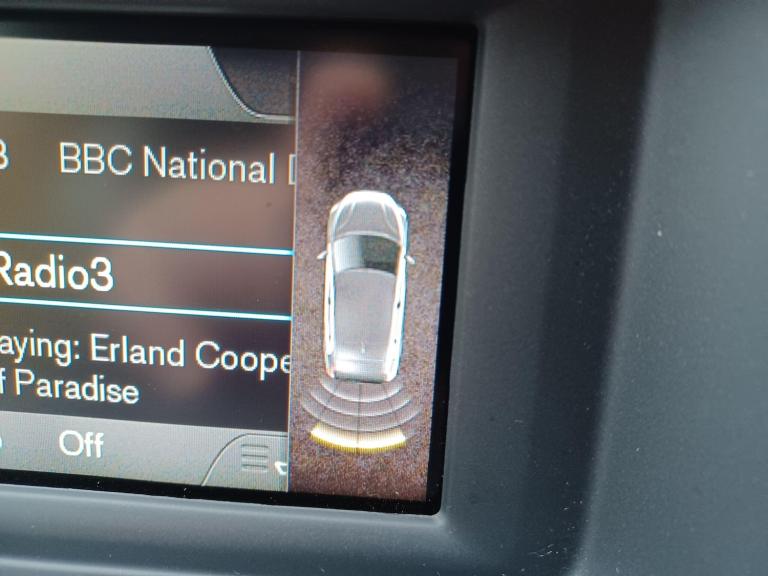 BBC National
Radio3
aying: Erland Coope
f Paradise
Off